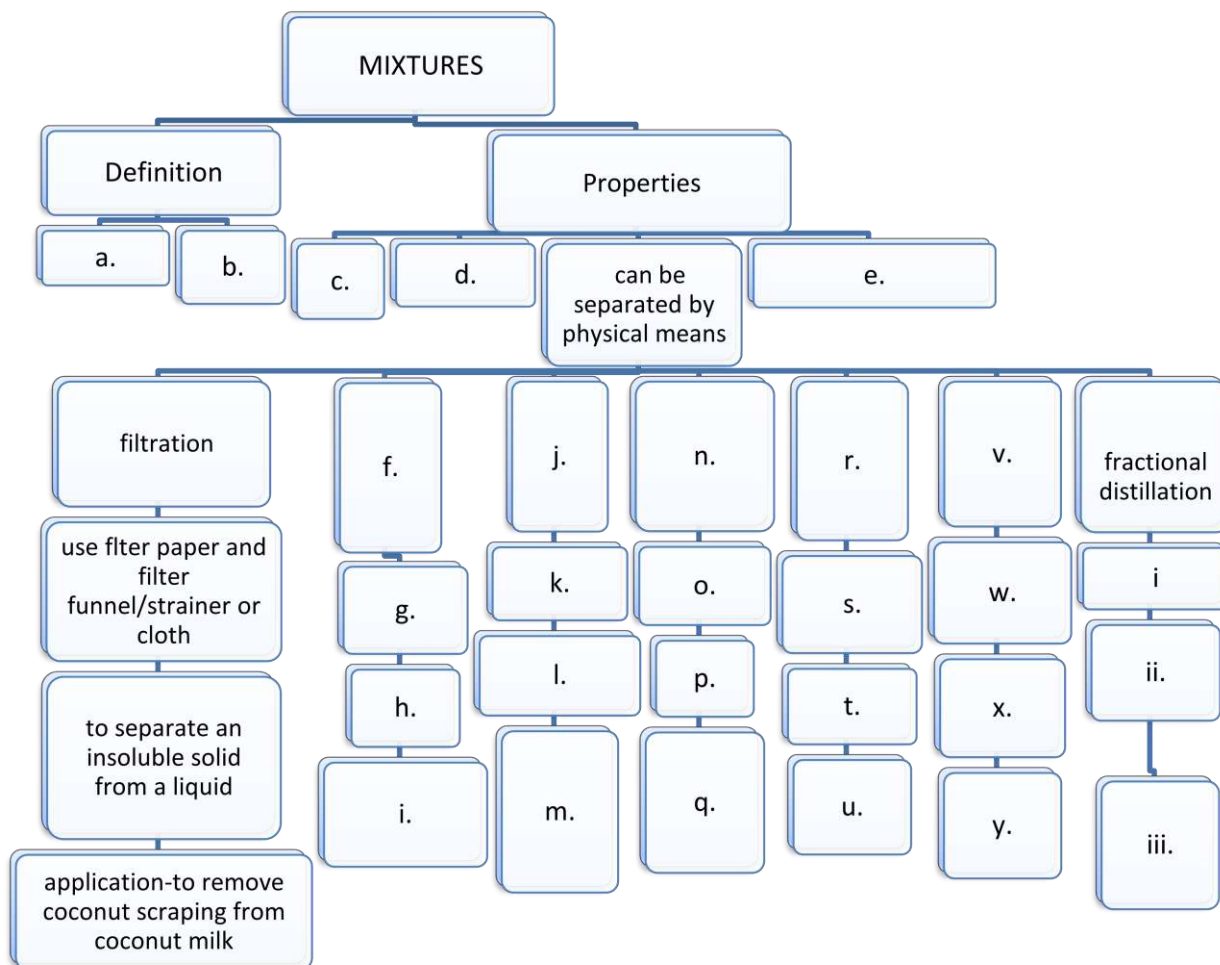 MIXTURES
Definition
Properties
a.
b.
c.
d.
can be
separated by
physical means
e.
filtration
use flter paper and
filter
funnel/strainer or
cloth
to separate an
insoluble solid
from a liquid
application-to remove
coconut scraping from
coconut milk
f.
g.
h.
i.
j.
k.
l.
m.
n.
o.
p.
q.
r.
s.
t.
u.
v.
w.
x.
y.
fractional
distillation
i
ii.
iii.